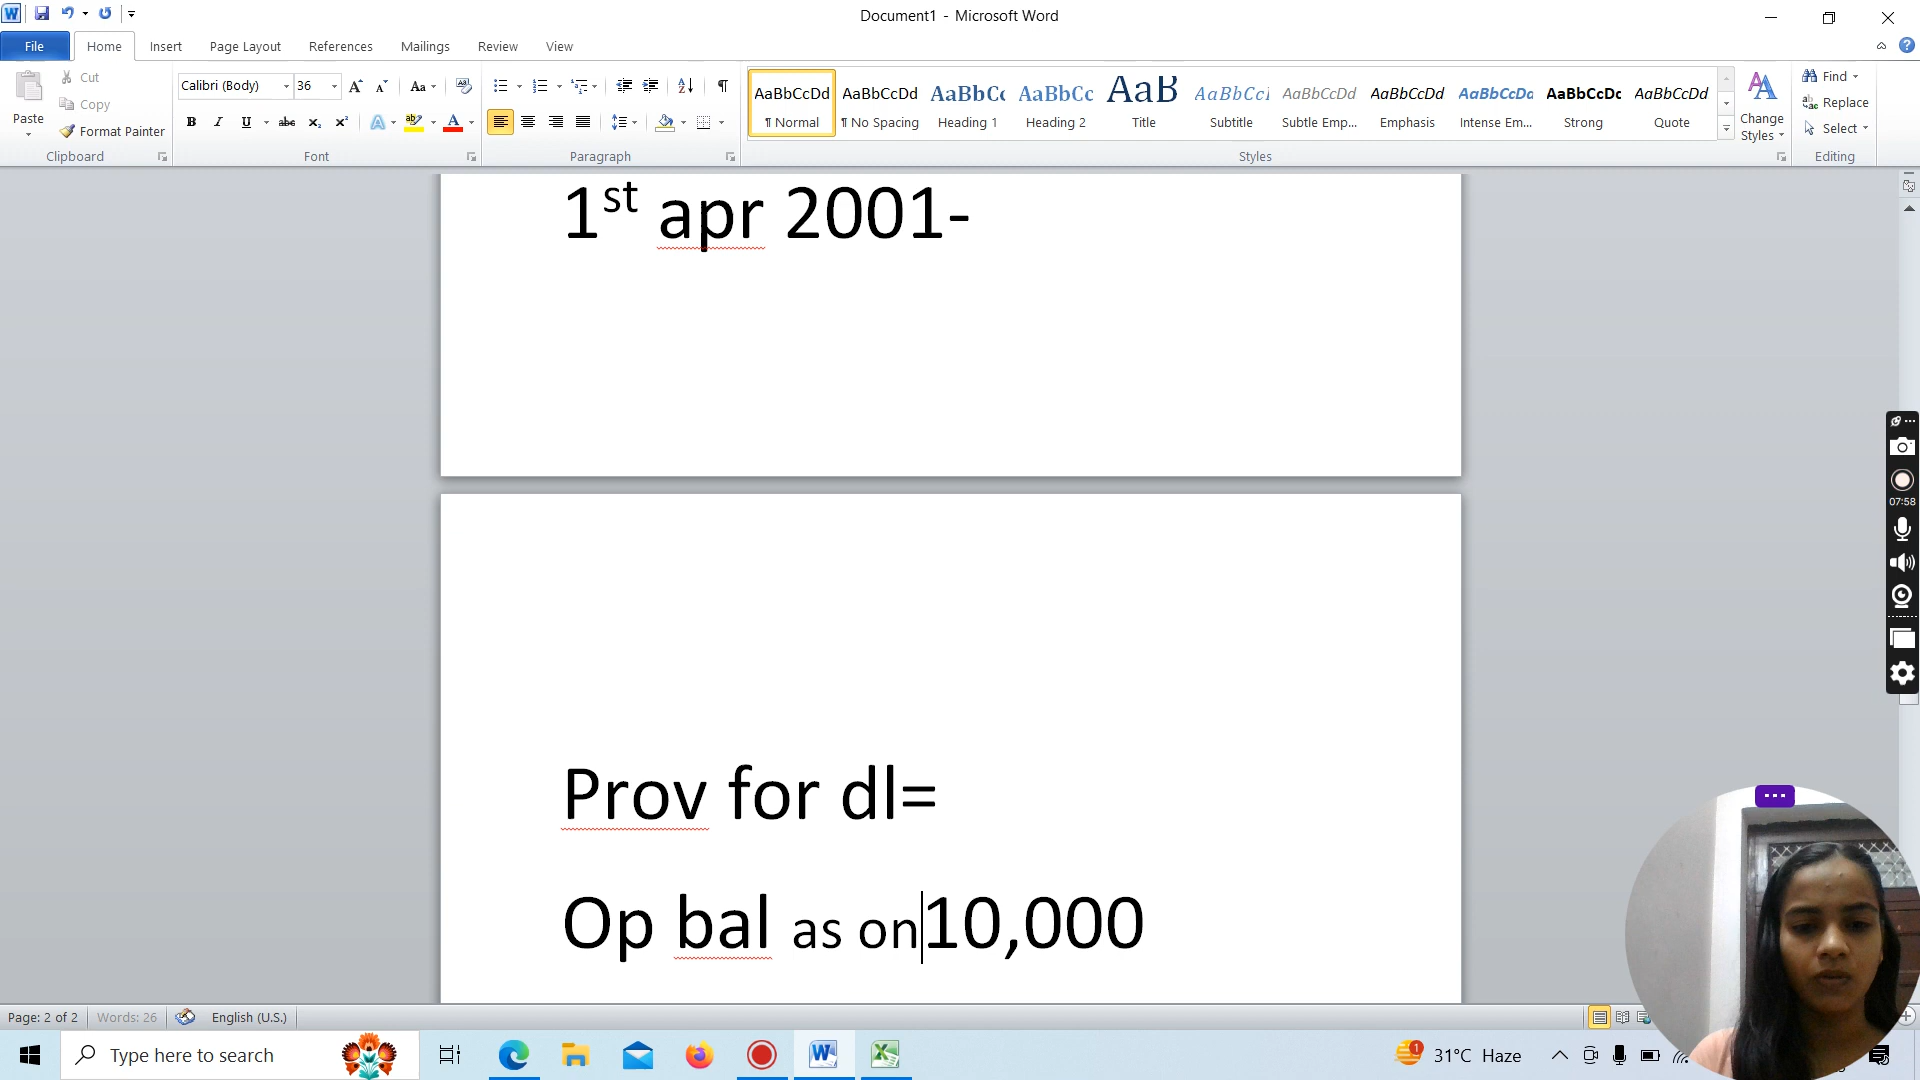 Document1 - Microsoft Word
File Home Insert Page Layout References Mailings Review View
Cut
Copy
Format Painter
Paste
Calibri (Body) 36
AaBbCcDd AaBbCcDd AaBbCc AaBbCc AaB AaBbCcI AaBbCcDd AaBbCcDd AaBbCcDd AaBbCcDc AaBbCcDd
¶ Normal ¶ No Spacing Heading 1 Heading 2 Title Subtitle Subtle Emp... Emphasis Intense Em... Strong Quote
Change Styles
Find
Replace
Select
Clipboard Font Paragraph Styles Editing
1st apr 2001-
Prov for dl=
Op bal as on10,000
07:58
Page: 2 of 2 Words: 26 English (U.S.)
Type here to search
31°C Haze